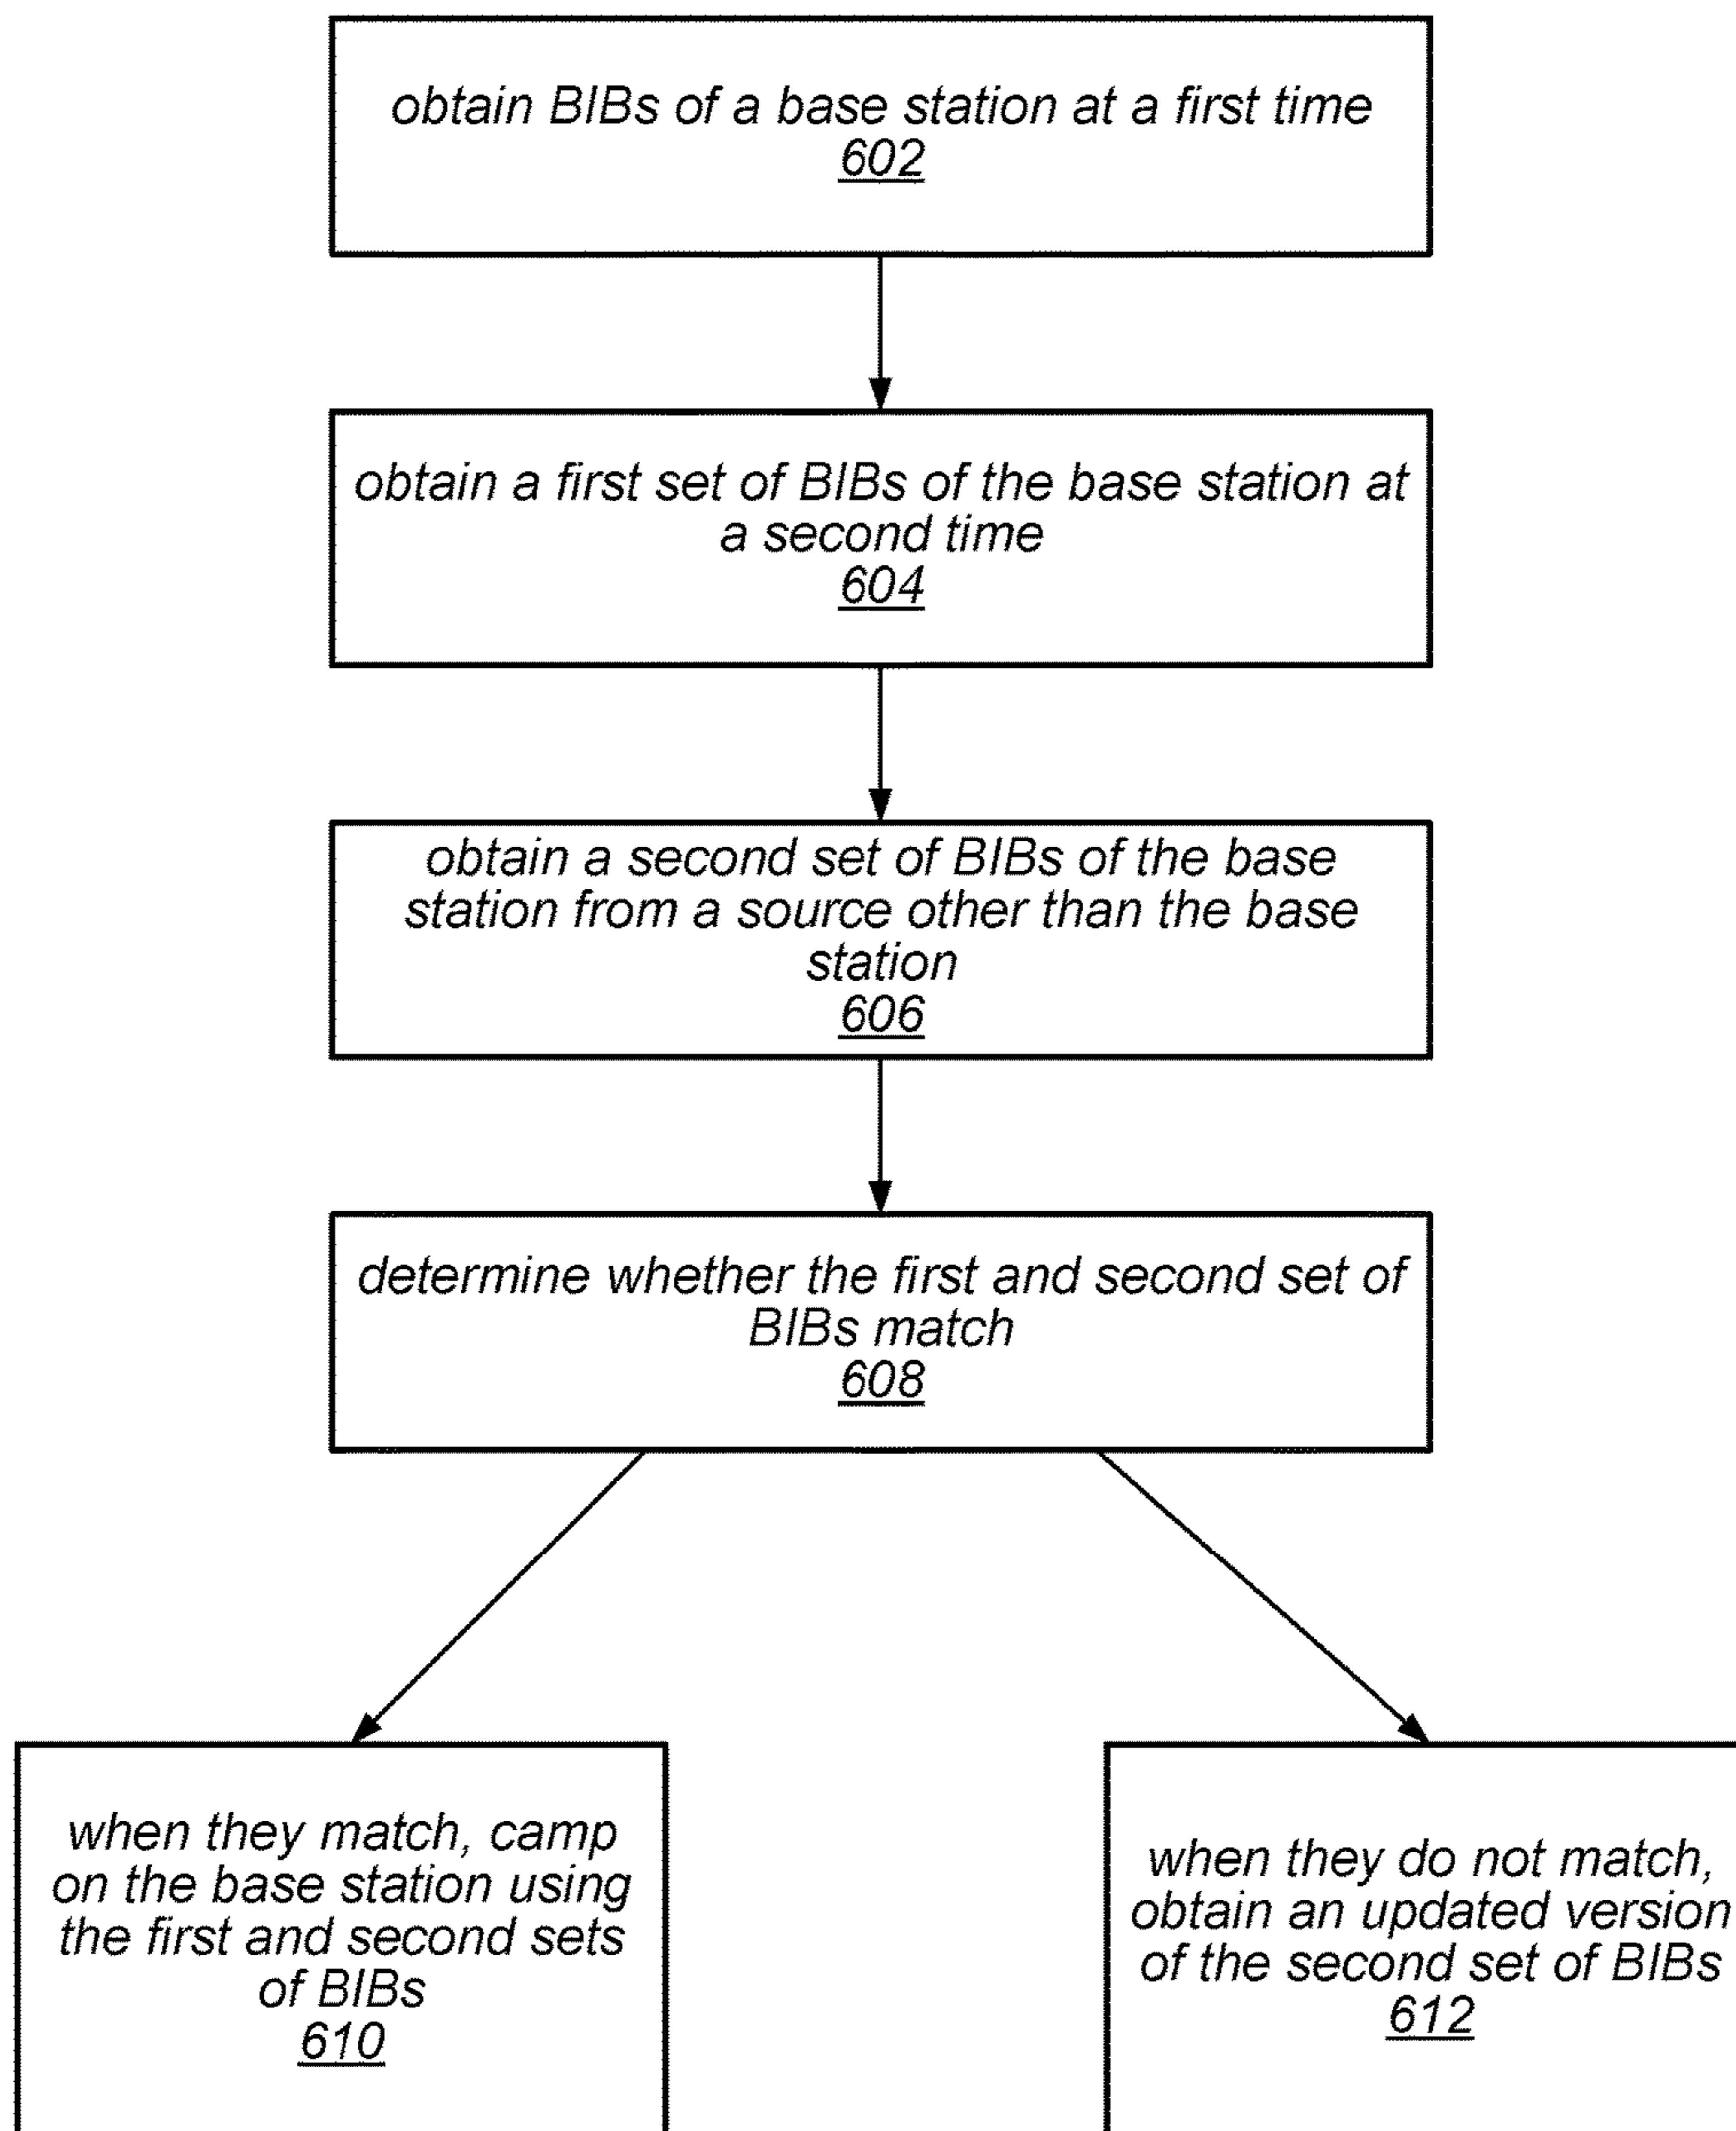 obtain BIBs of a base station at a first time
602
obtain a first set of BIBs of the base station at
a second time
604
obtain a second set of BIBs of the base
station from a source other than the base
station
606
determine whether the first and second set of
BIBs match
608
when they match, camp
on the base station using
the first and second sets
of BIBs
610
when they do not match,
obtain an updated version
of the second set of BIBs
612